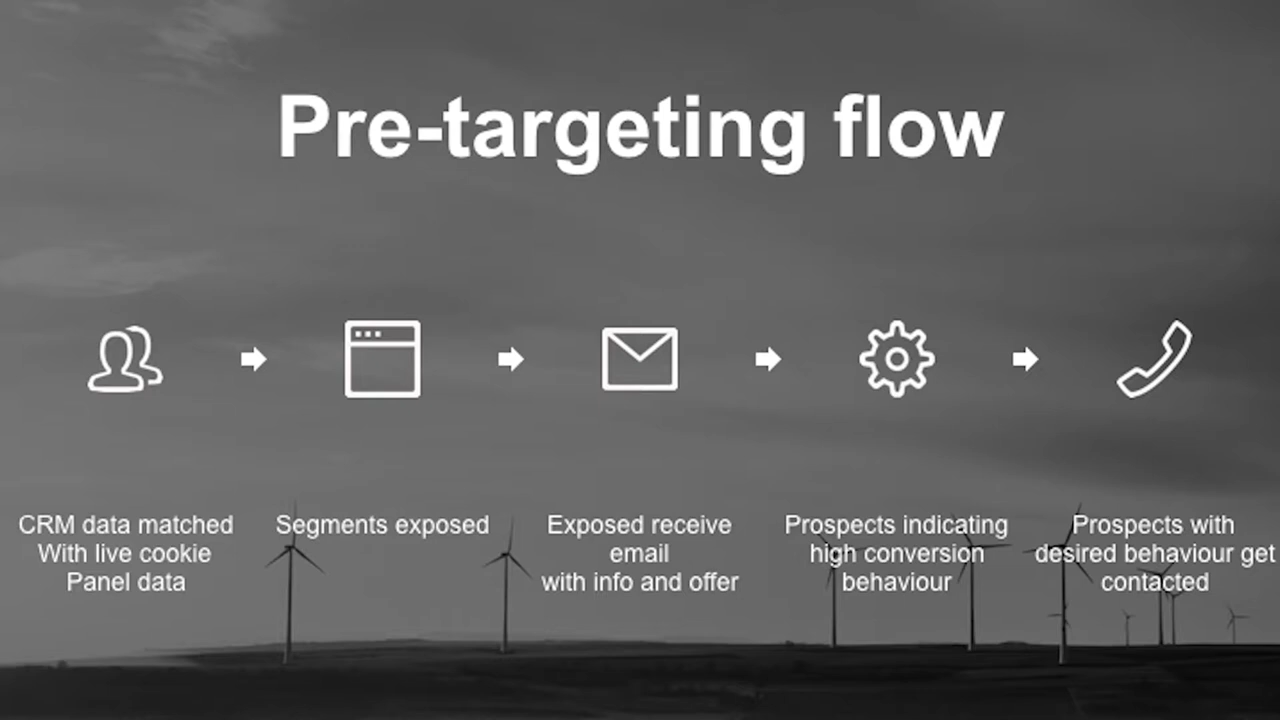 Pre-targeting flow
CRM data matched
With live cookie
Panel data
Segments exposed
Exposed receive
email
with info and offer
Prospects indicating
high conversion
behaviour
Prospects with
desired behaviour get
contacted